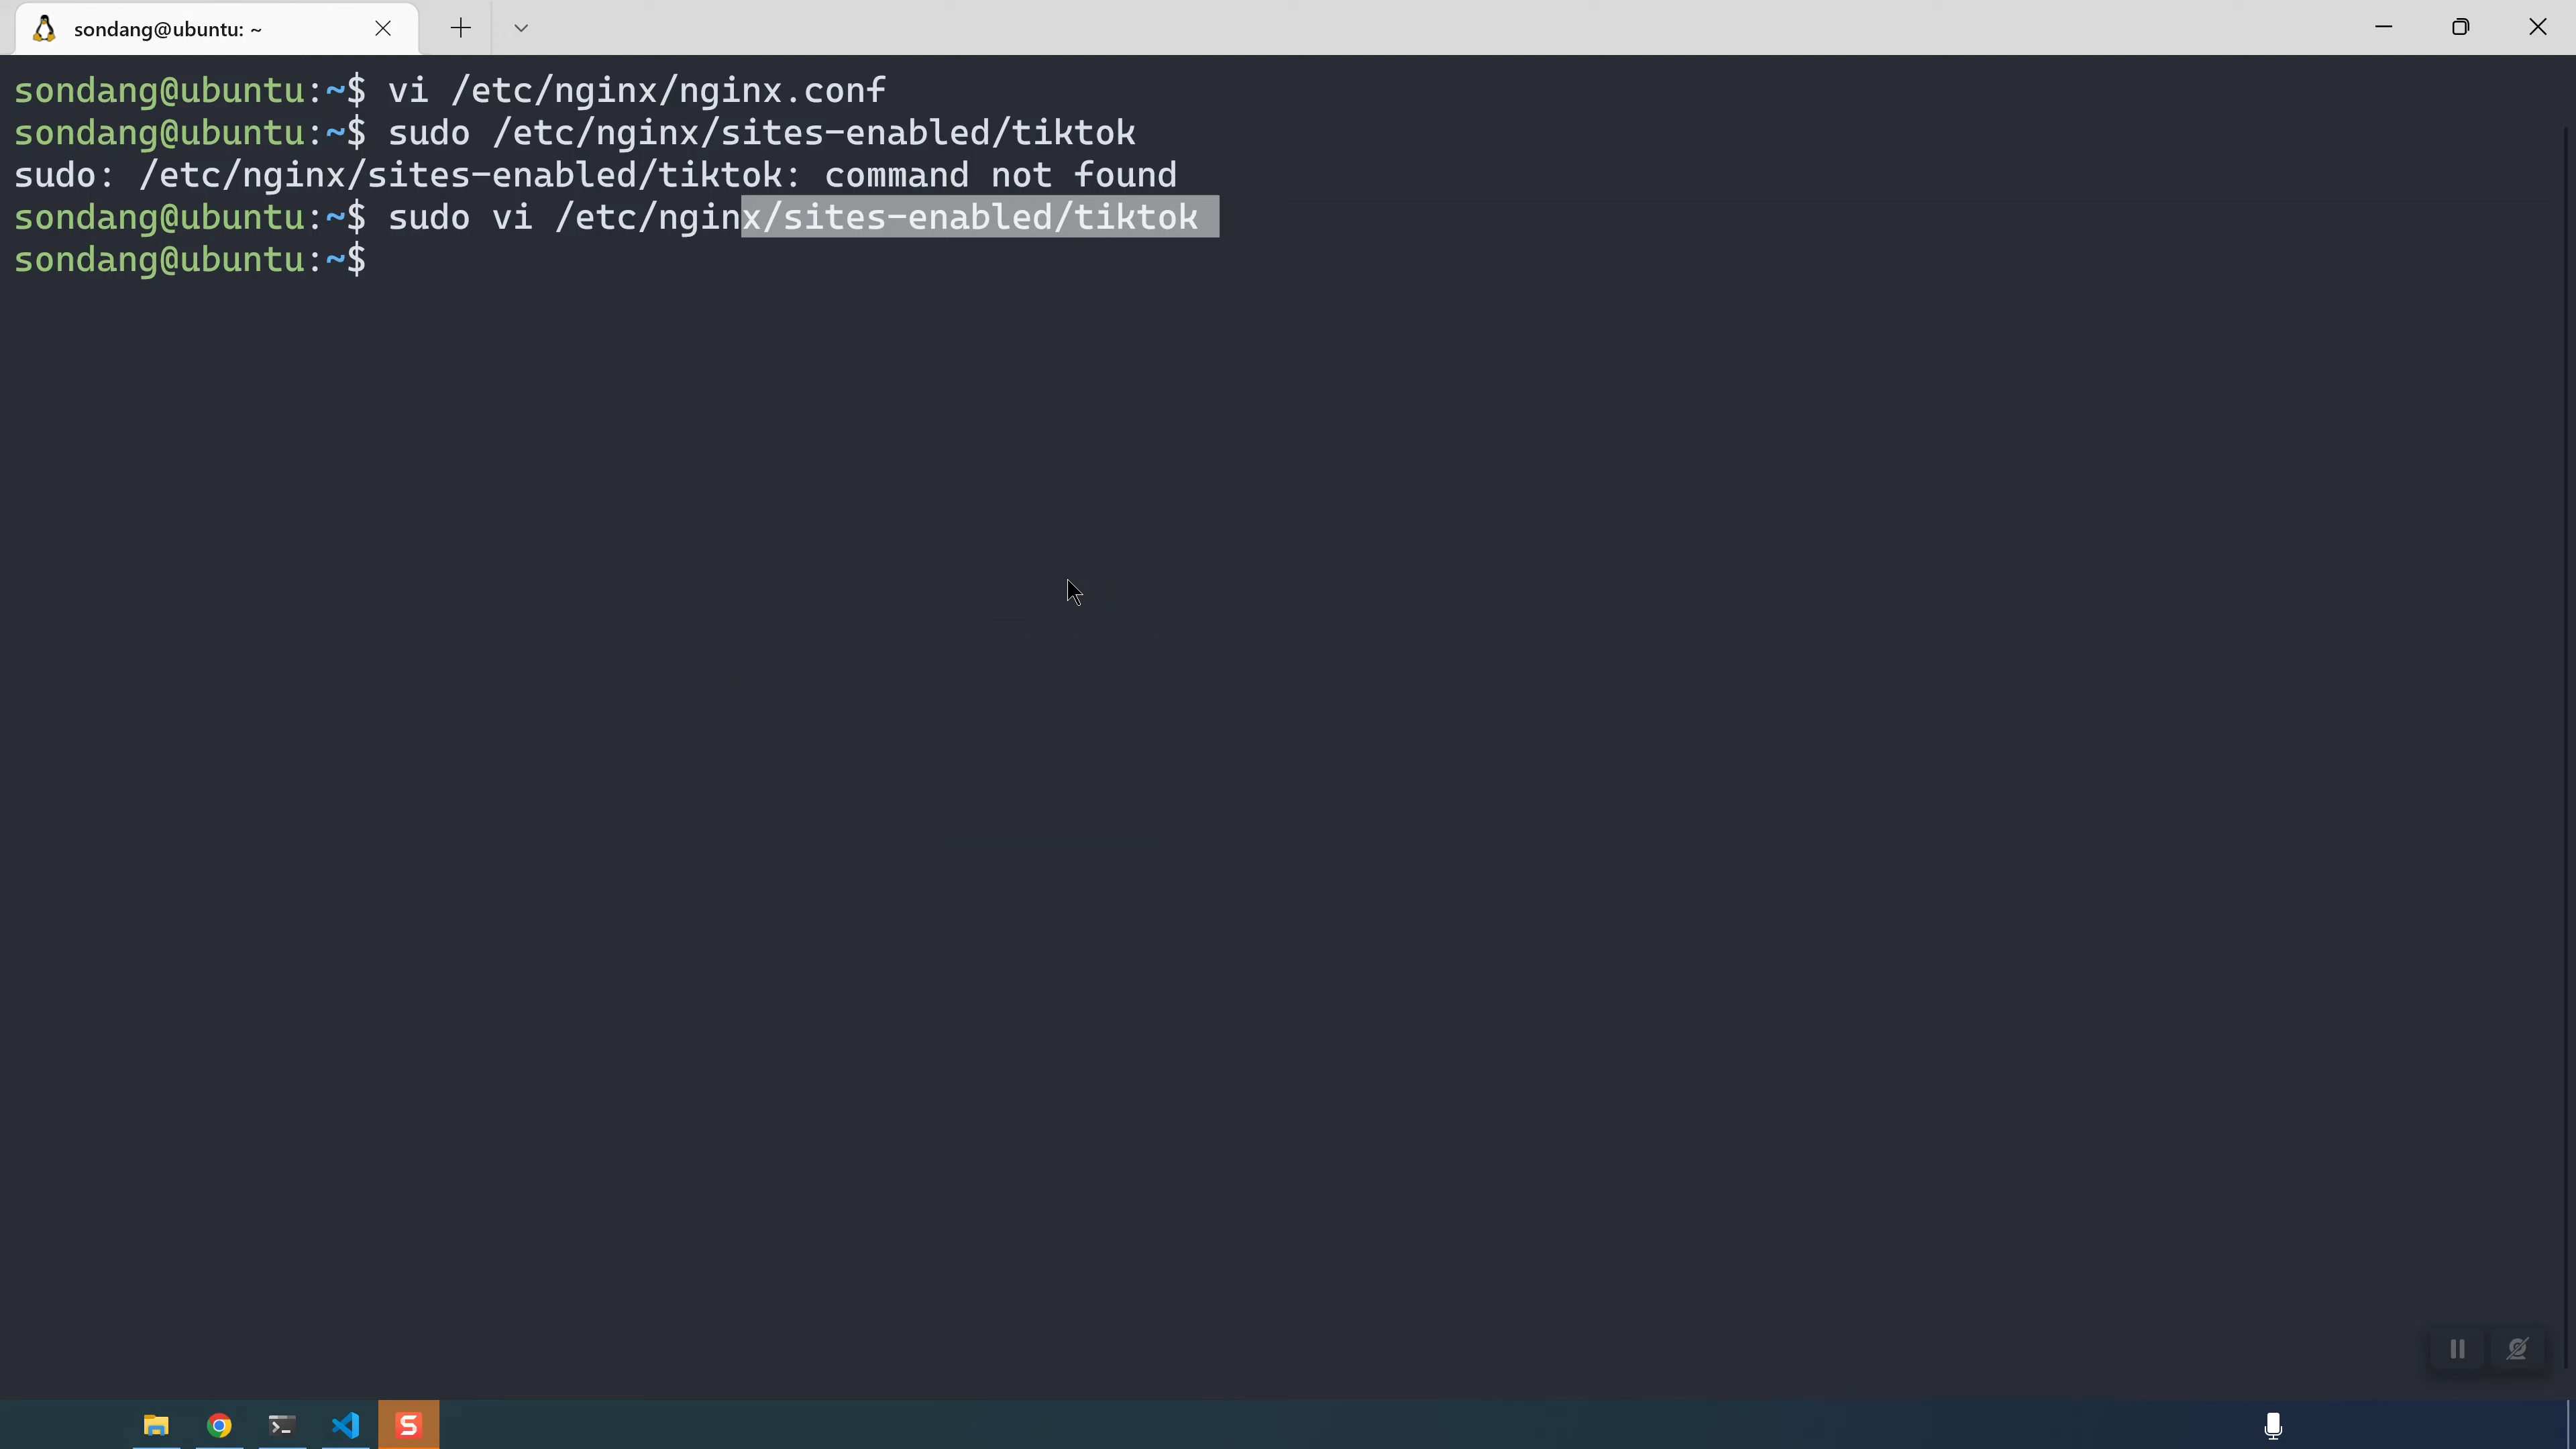 sondang@ubuntu: ~
sondang@ubuntu:~$ vi /etc/nginx/nginx.conf
sondang@ubuntu:~$ sudo /etc/nginx/sites-enabled/tiktok
sudo: /etc/nginx/sites-enabled/tiktok: command not found
sondang@ubuntu:~$ sudo vi /etc/nginx/sites-enabled/tiktok
sondang@ubuntu:~$